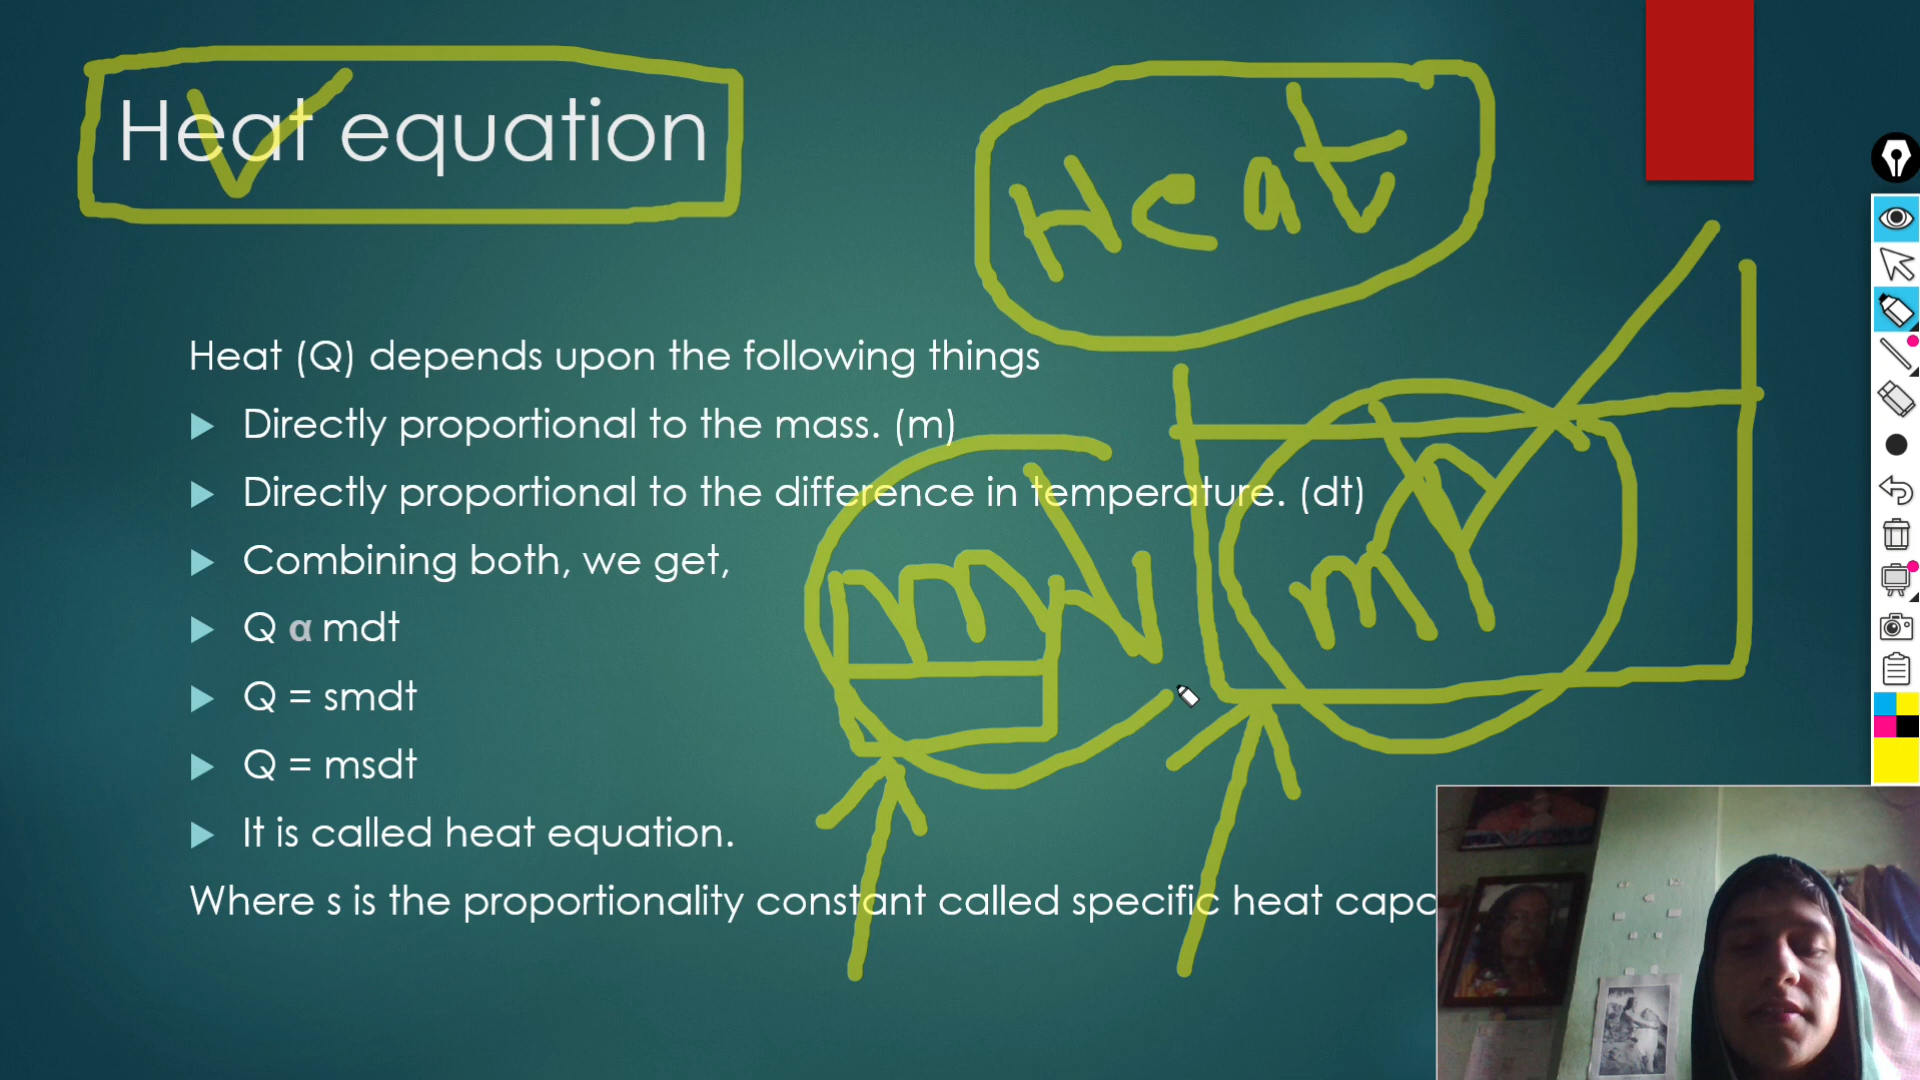 Heat equation
Heat
Heat (Q) depends upon the following things
Directly proportional to the mass. (m)
Directly proportional to the difference in temperature. (dt)
Combining both, we get,
Q α mdt
Q = smdt
Q = msdt
It is called heat equation.
Where s is the proportionality constant called specific heat capa